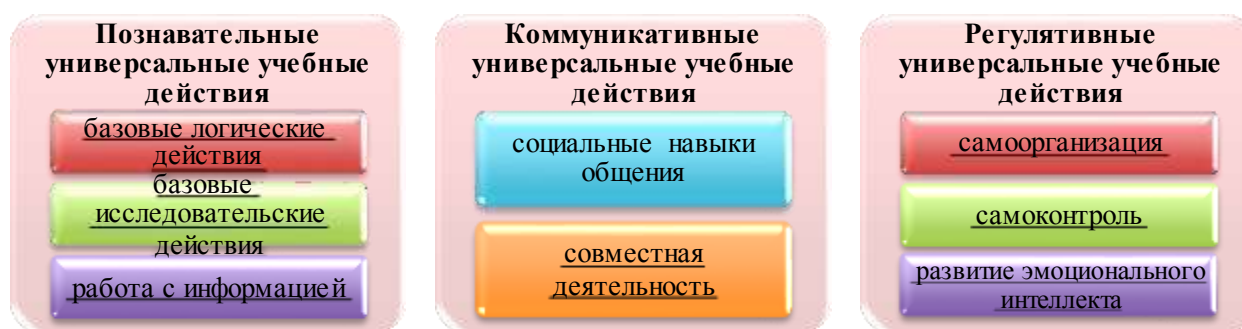 Познавательные
универсальные учебные
действия
базовые логические
действия
базовые
исследовательские
действия
работа с информацией
Коммуникативные
универсальные учебные
действия
социальные навыки
общения
совместная
деятельность
Регулятивные
универсальные учебные
действия
самоорганизация
самоконтроль
развитие эмоционального
интеллекта